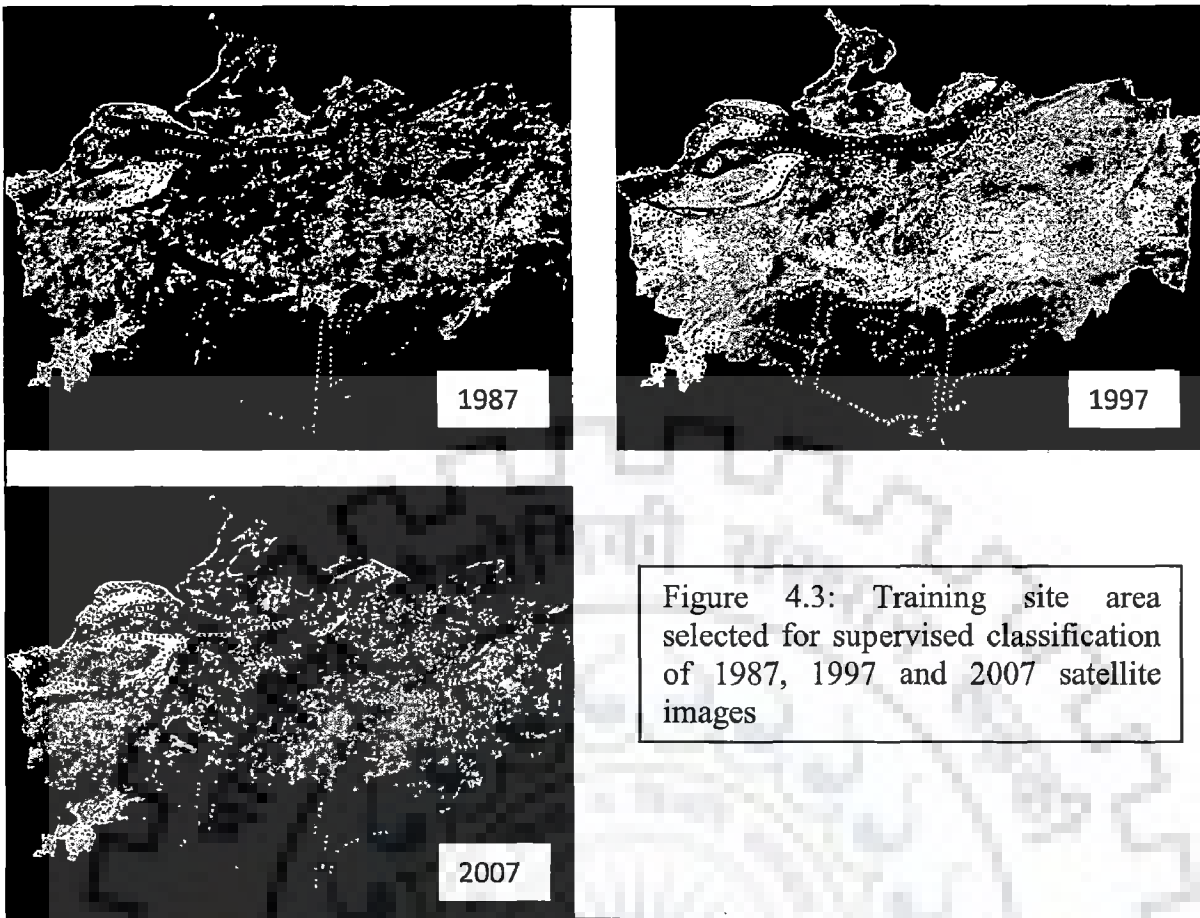 1987
1997
2007
Figure 4.3: Training site area
selected for supervised classification
of 1987, 1997 and 2007 satellite
images